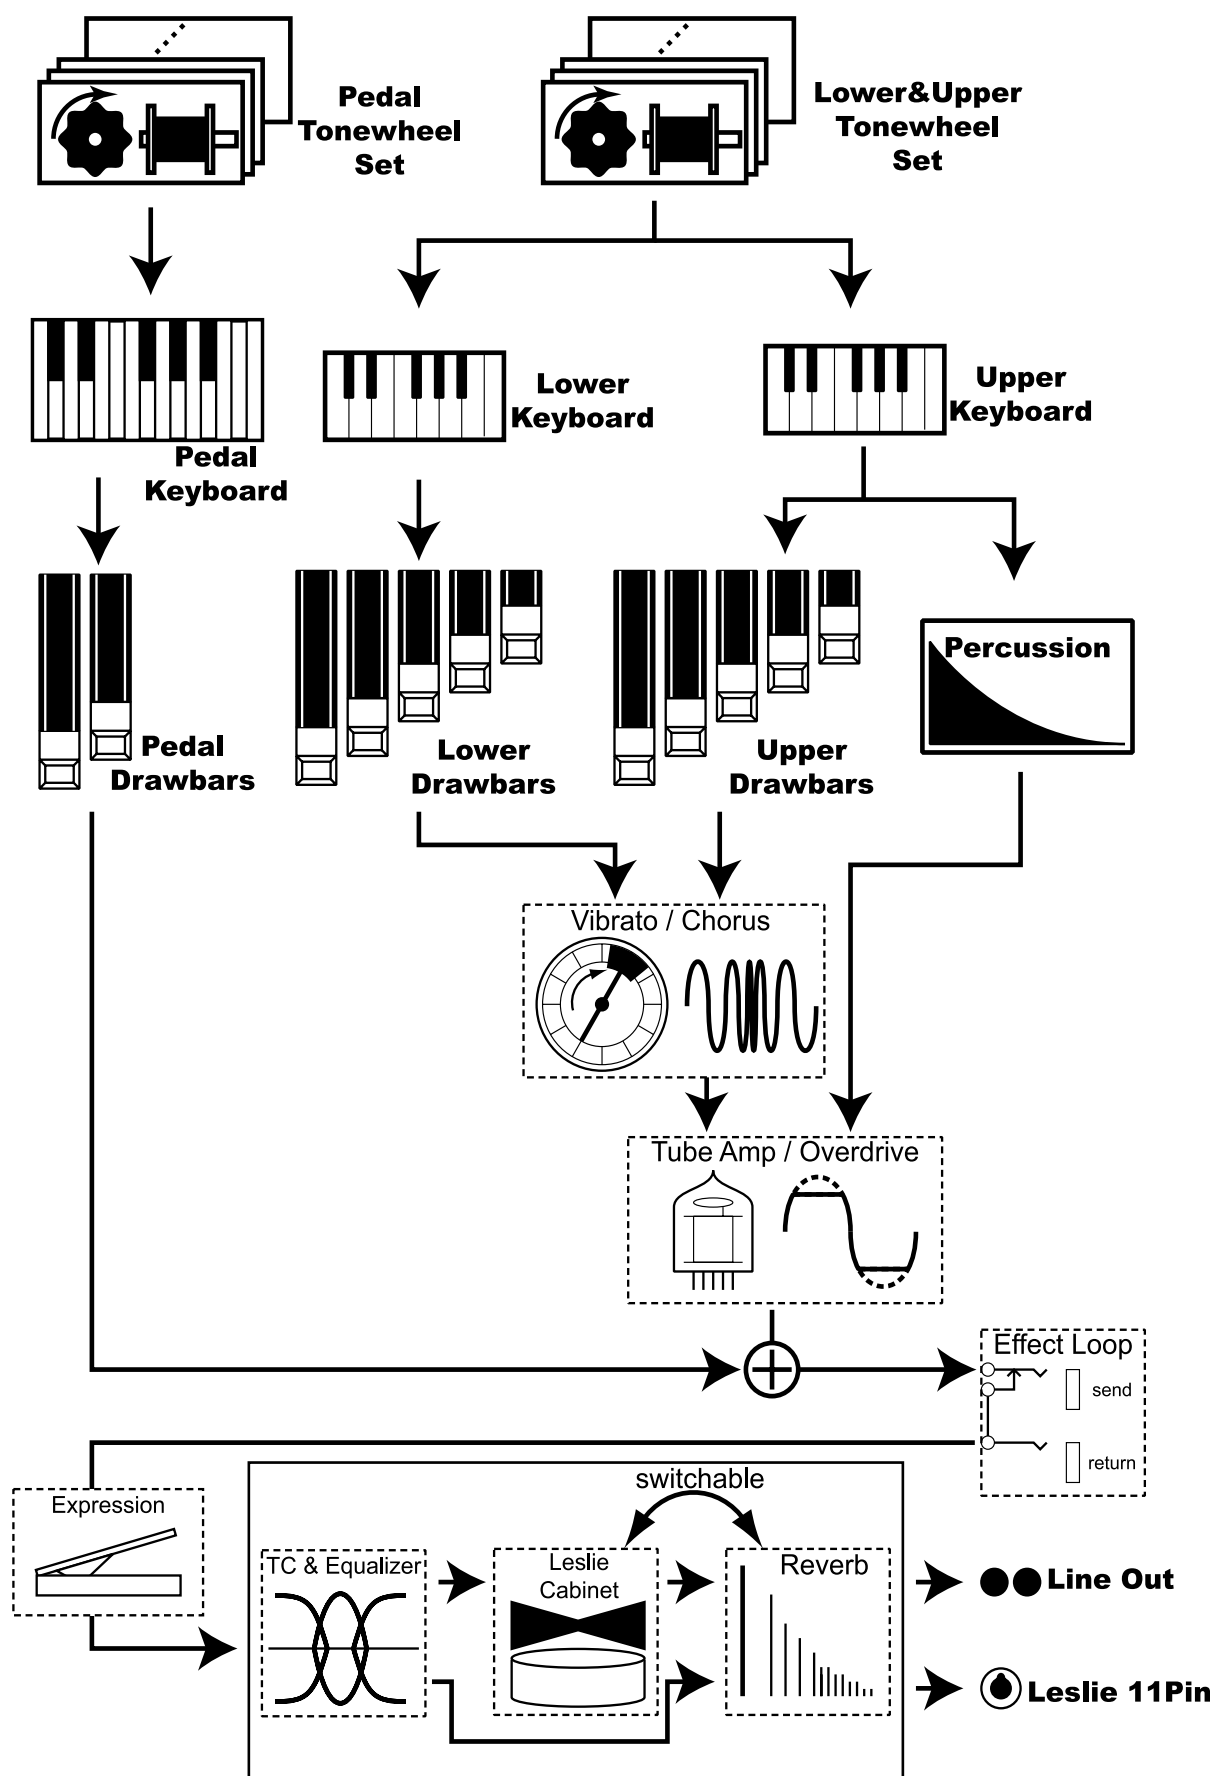 Pedal
Tonewheel
Set
Lower&Upper
Tonewheel
Set
Pedal
Keyboard
Lower
Keyboard
Upper
Keyboard
Pedal
Drawbars
Lower
Drawbars
Upper
Drawbars
Percussion
Vibrato / Chorus
Tube Amp / Overdrive
Effect Loop
send
return
Expression
switchable
TC & Equalizer
Leslie
Cabinet
Reverb
Line Out
Leslie 11Pin